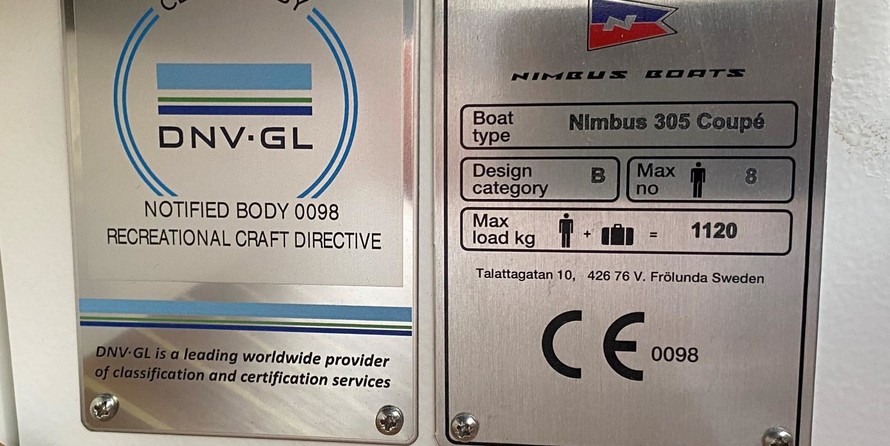 DNV·GL
NOTIFIED BODY 0098
RECREATIONAL CRAFT DIRECTIVE
DNV·GL is a leading worldwide provider
of classification and certification services
N
NIMBUS BOATS
Boat
type
Nimbus 305 Coupé
Design
category
B
Max
no
8
Max
load kg
+
=
1120
Talattagatan 10, 426 76 V. Frölunda Sweden
CE 0098